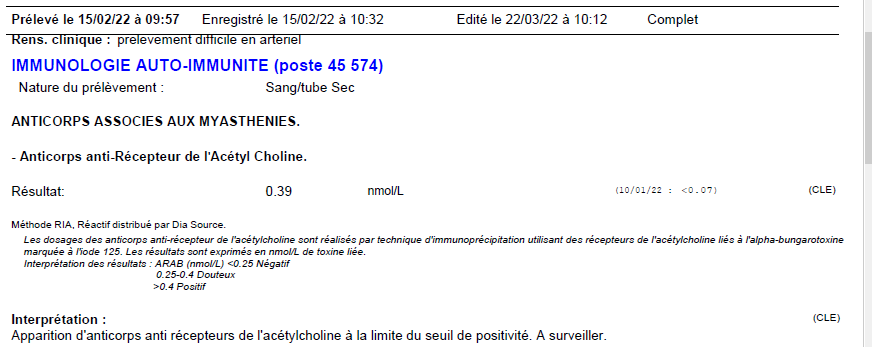 Prélevé le 15/02/22 à 09:57 Enregistré le 15/02/22 à 10:32 Edité le 22/03/22 à 10:12 Complet
Rens. clinique : prelevement difficile en arteriel
IMMUNOLOGIE AUTO-IMMUNITE (poste 45 574)
Nature du prélèvement : Sang/tube Sec
ANTICORPS ASSOCIES AUX MYASTHENIES.
- Anticorps anti-Récepteur de l'Acétyl Choline.
Résultat: 0.39 nmol/L (10/01/22 : <0.07) (CLE)
Méthode RIA, Réactif distribué par Dia Source.
Les dosages des anticorps anti-récepteur de l'acétylcholine sont réalisés par technique d'immunoprécipitation utilisant des récepteurs de l'acétylcholine liés à l'alpha-bungarotoxine
marquée à l'iode 125. Les résultats sont exprimés en nmol/L de toxine liée.
Interprétation des résultats : ARAB (nmol/L) <0.25 Négatif
0.25-0.4 Douteux
>0.4 Positif
Interprétation : (CLE)
Apparition d'anticorps anti récepteurs de l'acétylcholine à la limite du seuil de positivité. A surveiller.